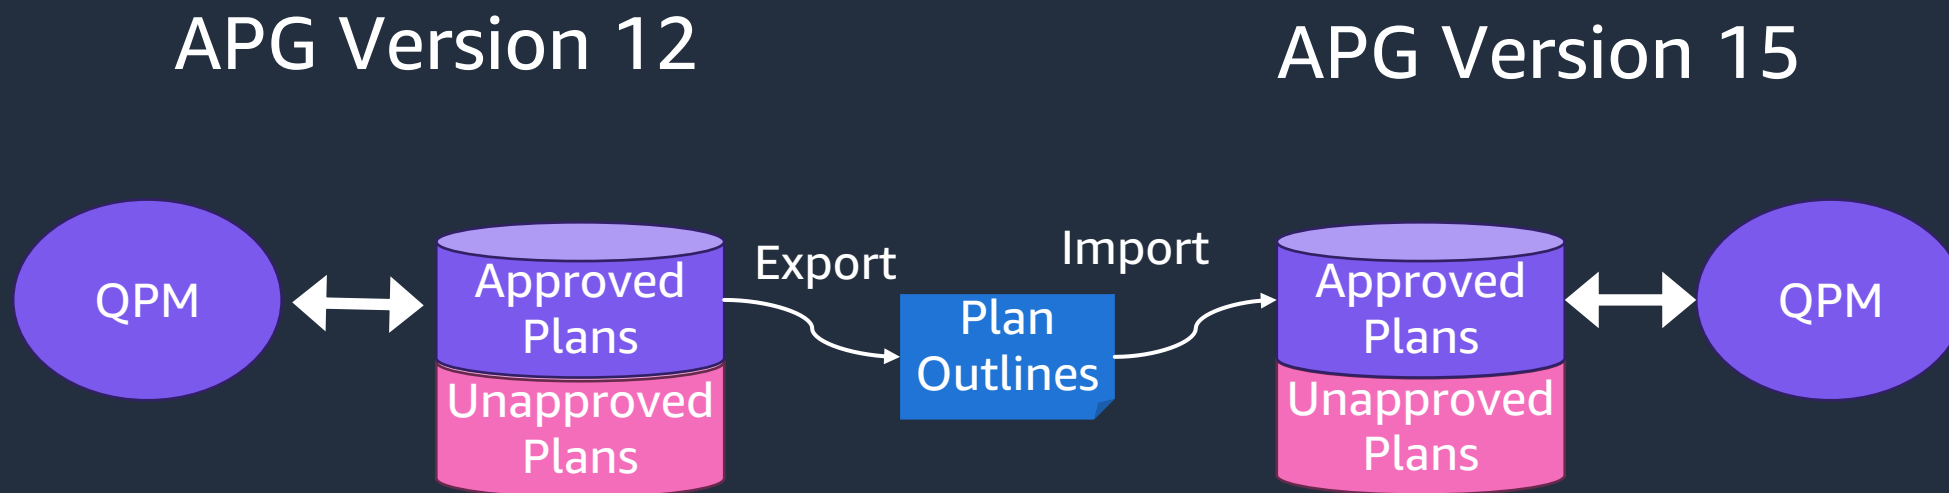 APG Version 12
APG Version 15
QPM
Approved
Plans
Unapproved
Plans
Export
Plan
Outlines
Import
Approved
Plans
Unapproved
Plans
QPM